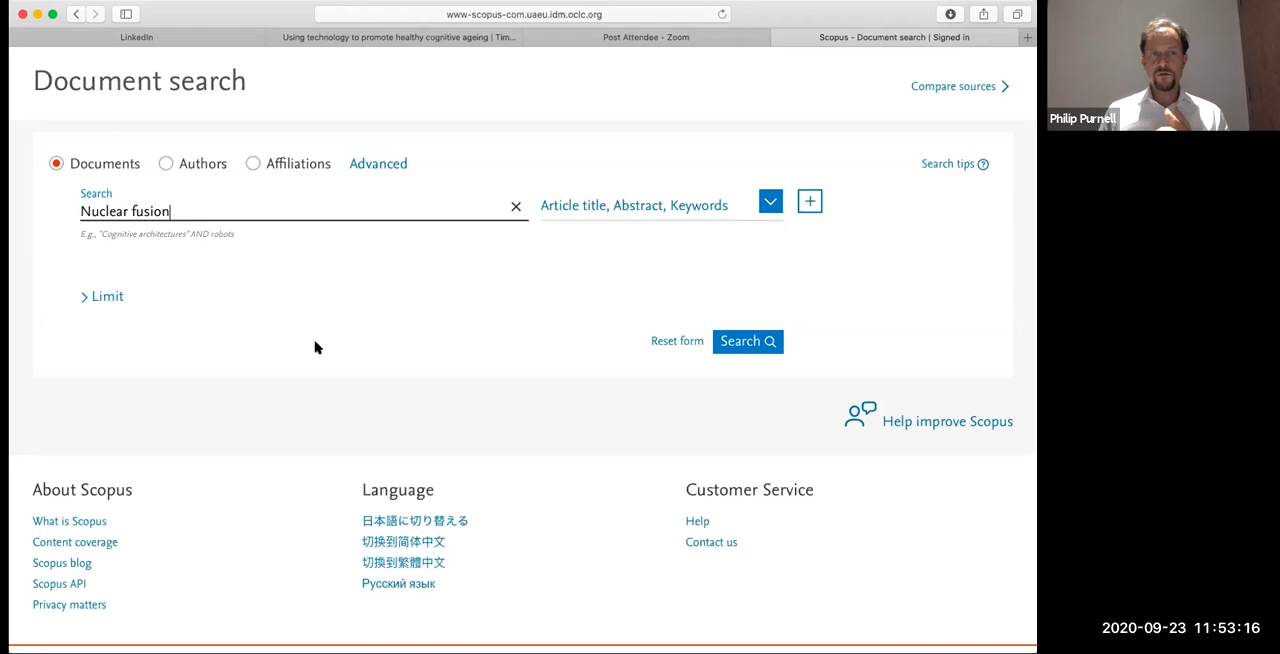 www-scopus-com.uaeu.idm.oclc.org
LinkedIn
Using technology to promote healthy cognitive ageing | Tim...
Post Attendee - Zoom
Scopus - Document search | Signed in
Document search
Compare sources
Philip Purnell
Documents
Authors
Affiliations
Advanced
Search tips
Search
Nuclear fusion
Article title, Abstract, Keywords
E.g., "Cognitive architectures" AND robots
Limit
Reset form
Search
Help improve Scopus
About Scopus
What is Scopus
Content coverage
Scopus blog
Scopus API
Privacy matters
Language
日本語に切り替える
切换到简体中文
切換到繁體中文
Русский язык
Customer Service
Help
Contact us
2020-09-23 11:53:16